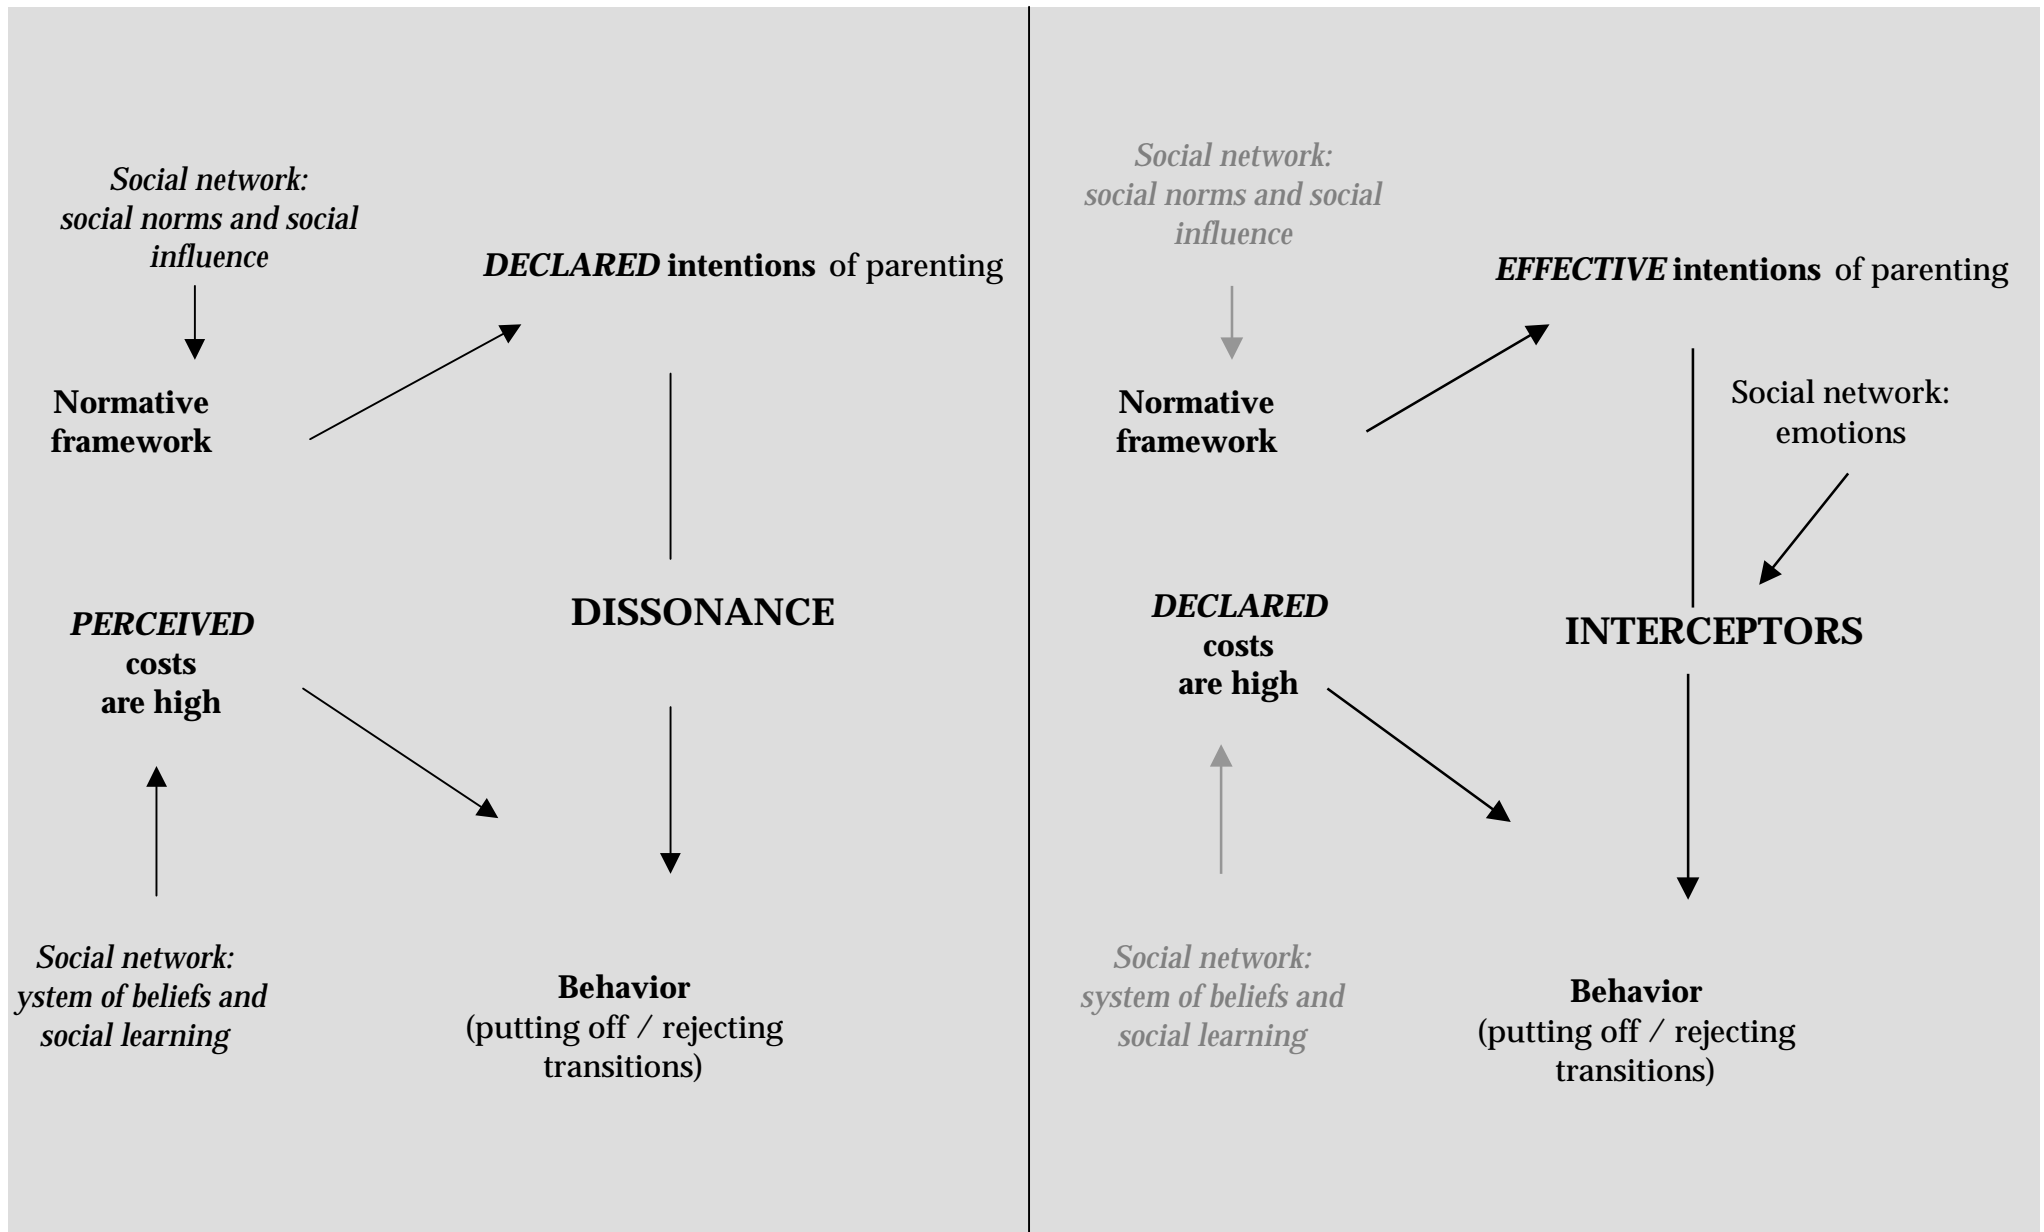 Social network:
social norms and social
influence
DECLARED intentions of parenting
Normative
framework
PERCEIVED
costs
are high
DISSONANCE
Social network:
ystem of beliefs and
social learning
Behavior
(putting off / rejecting
transitions)
Social network:
social norms and social
influence
EFFECTIVE intentions of parenting
Normative
framework
Social network:
emotions
DECLARED
costs
are high
INTERCEPTORS
Social network:
system of beliefs and
social learning
Behavior
(putting off / rejecting
transitions)